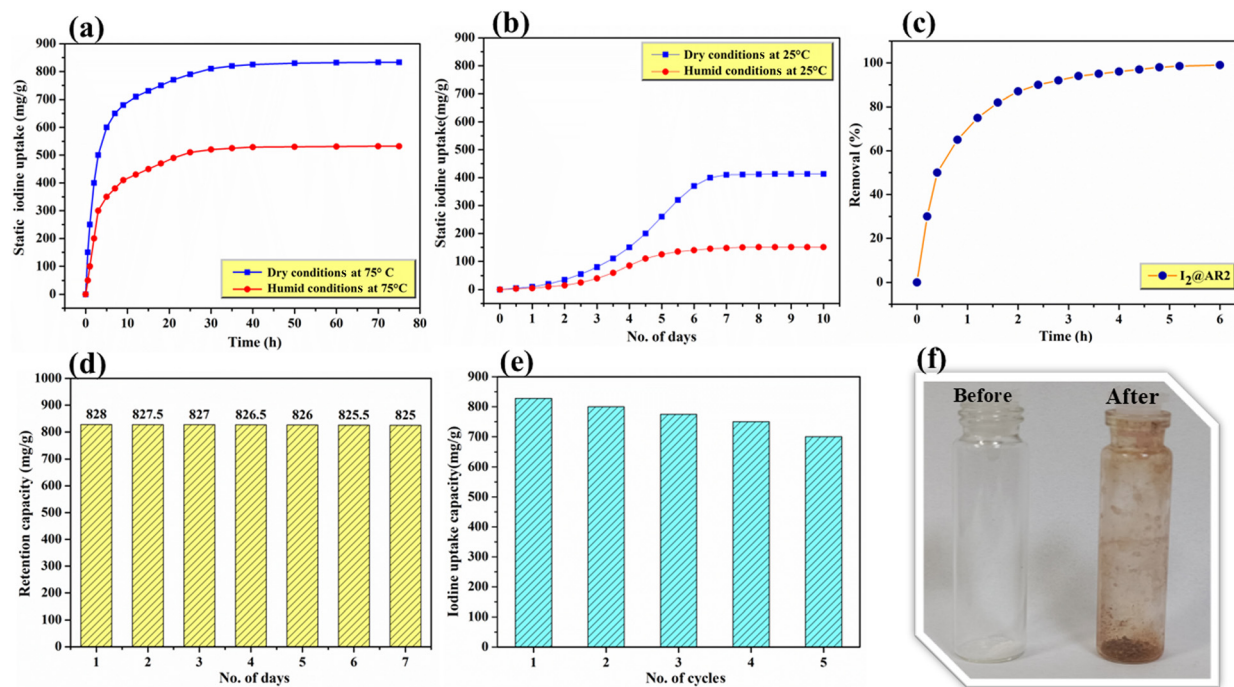 (a)
900
800
700
600
500
400
300
200
100
0
Static iodine uptake (mg/g)
Dry conditions at 75° C
Humid conditions at 75°C
0 10 20 30 40 50 60 70 80
Time (h)
(b)
900
800
700
600
500
400
300
200
100
0
Static iodine uptake(mg/g)
Dry conditions at 25°C
Humid conditions at 25°C
0 1 2 3 4 5 6 7 8 9 10
No. of days
(c)
100
80
60
40
20
0
Removal (%)
I2@AR2
0 1 2 3 4 5 6
Time (h)
(d)
1000
900
800
700
600
500
400
300
200
100
0
Retention capacity (mg/g)
828 827.5 827 826.5 826 825.5 825
1 2 3 4 5 6 7
No. of days
(e)
900
800
700
600
500
400
300
200
100
0
Iodine uptake capacity(mg/g)
1 2 3 4 5
No. of cycles
(f)
Before After